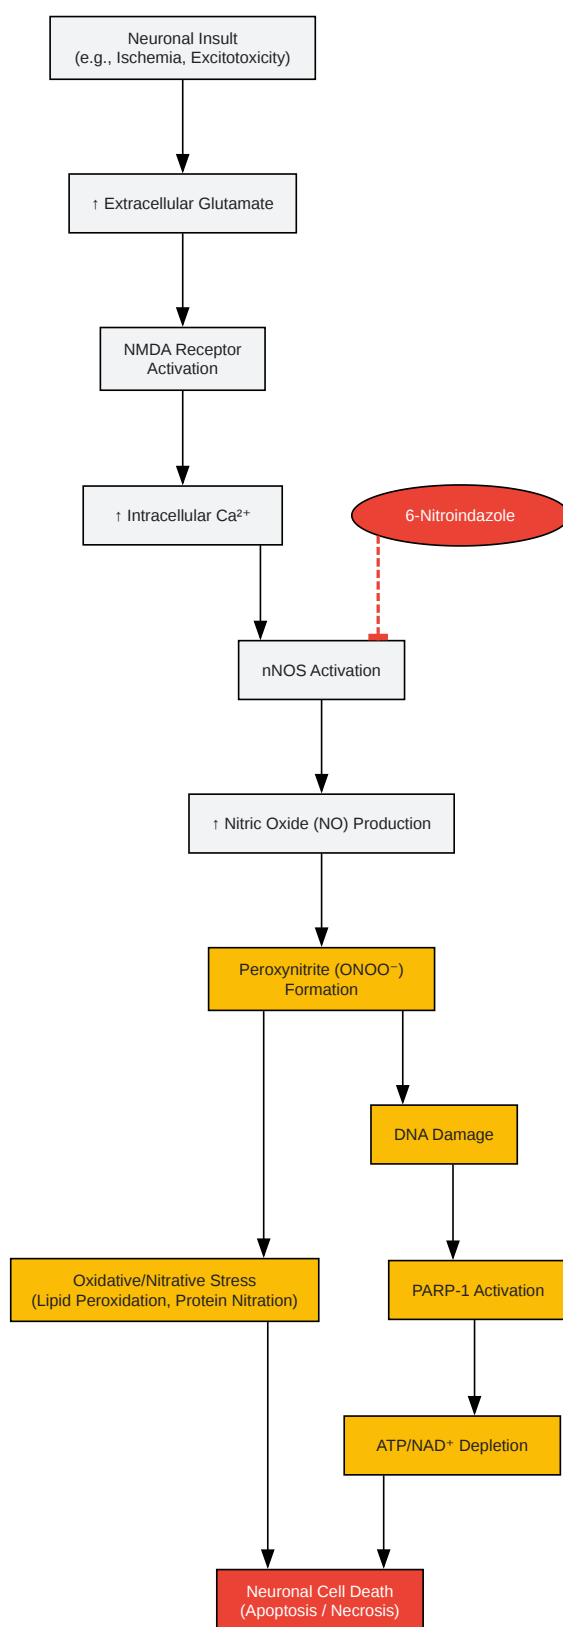 Neuronal Insult
(e.g., Ischemia, Excitotoxicity)
↑ Extracellular Glutamate
NMDA Receptor
Activation
↑ Intracellular Ca²⁺
6-Nitroindazole
nNOS Activation
↑ Nitric Oxide (NO) Production
Peroxynitrite (ONOO⁻)
Formation
DNA Damage
Oxidative/Nitrative Stress
(Lipid Peroxidation, Protein Nitration)
PARP-1 Activation
ATP/NAD⁺ Depletion
Neuronal Cell Death
(Apoptosis / Necrosis)